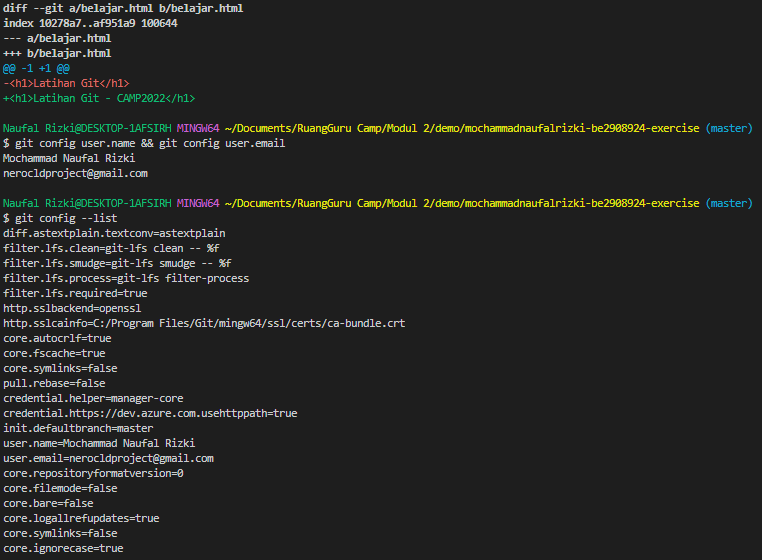 diff --git a/belajar.html b/belajar.html
index 10278a7..af951a9 100644
--- a/belajar.html
+++ b/belajar.html
@@ -1 +1 @@
-<h1>Latihan Git</h1>
+<h1>Latihan Git - CAMP2022</h1>
Naufal Rizki@DESKTOP-1AFSIRH MINGW64 ~/Documents/RuangGuru Camp/Modul 2/demo/mochammadnaufalrizki-be2908924-exercise (master)
$ git config user.name && git config user.email
Mochammad Naufal Rizki
nerocldproject@gmail.com
Naufal Rizki@DESKTOP-1AFSIRH MINGW64 ~/Documents/RuangGuru Camp/Modul 2/demo/mochammadnaufalrizki-be2908924-exercise (master)
$ git config --list
diff.astextplain.textconv=astextplain
filter.lfs.clean=git-lfs clean -- %f
filter.lfs.smudge=git-lfs smudge -- %f
filter.lfs.process=git-lfs filter-process
filter.lfs.required=true
http.sslbackend=openssl
http.sslcainfo=C:/Program Files/Git/mingw64/ssl/certs/ca-bundle.crt
core.autocrlf=true
core.fscache=true
core.symlinks=false
pull.rebase=false
credential.helper=manager-core
credential.https://dev.azure.com.usehttppath=true
init.defaultbranch=master
user.name=Mochammad Naufal Rizki
user.email=nerocldproject@gmail.com
core.repositoryformatversion=0
core.filemode=false
core.bare=false
core.logallrefupdates=true
core.symlinks=false
core.ignorecase=true